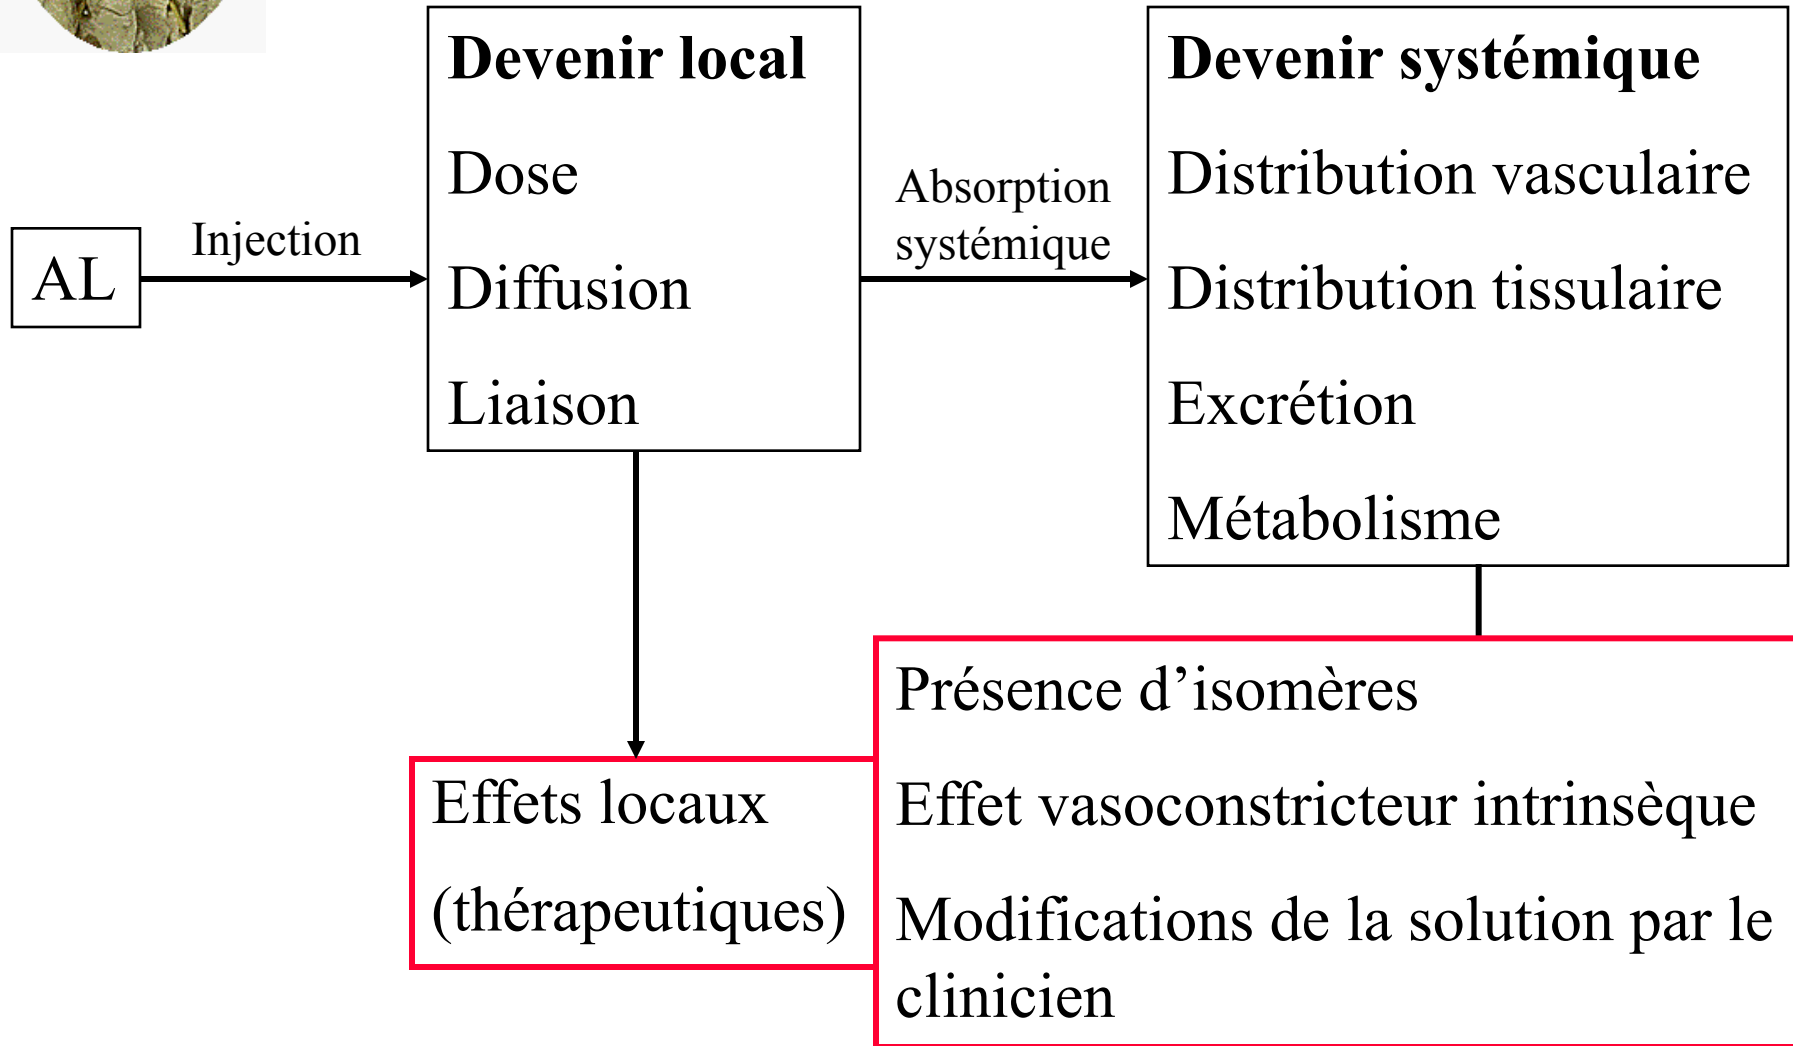 AL
Injection
Devenir local
Dose
Diffusion
Liaison
Absorption
systémique
Devenir systémique
Distribution vasculaire
Distribution tissulaire
Excrétion
Métabolisme
Effets locaux
(thérapeutiques)
Présence d’isomères
Effet vasoconstricteur intrinsèque
Modifications de la solution par le
clinicien